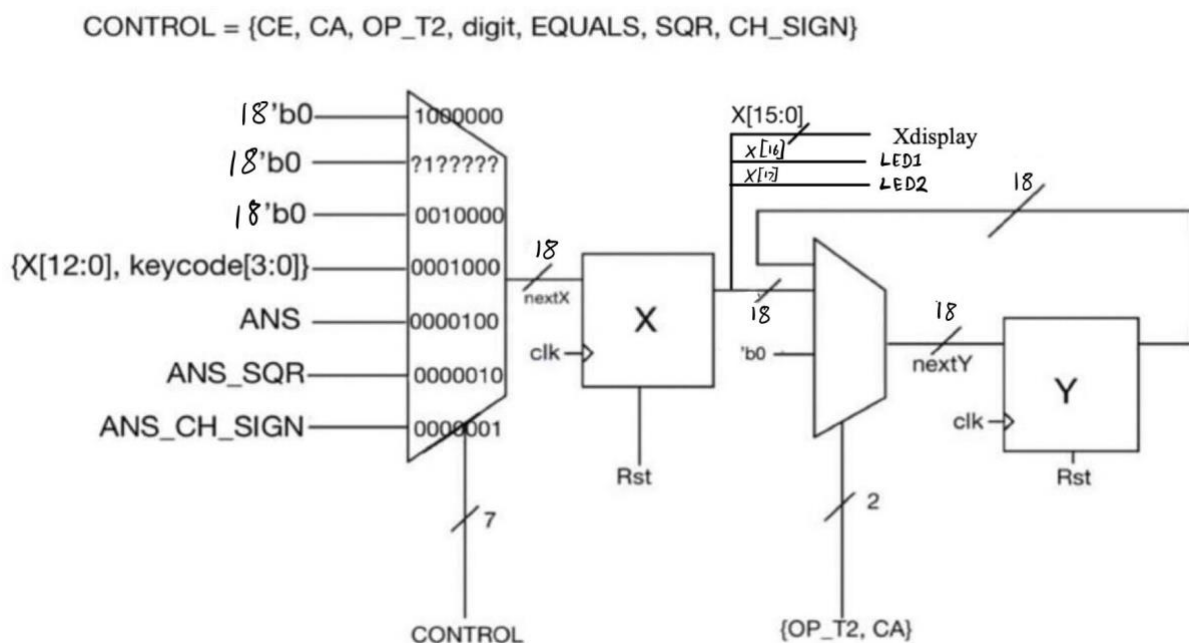 CONTROL = {CE, CA, OP_T2, digit, EQUALS, SQR, CH_SIGN}
18'b0
1000000
18'b0
?1?????
18'b0
0010000
{X[12:0], keycode[3:0]}
0001000
ANS
0000100
ANS_SQR
0000010
ANS_CH_SIGN
0000001
7
CONTROL
18
nextX
X
clk
Rst
X[15:0]
Xdisplay
X[16]
LED1
X[17]
LED2
18
18
'b0
2
{OP_T2, CA}
18
nextY
Y
clk
Rst